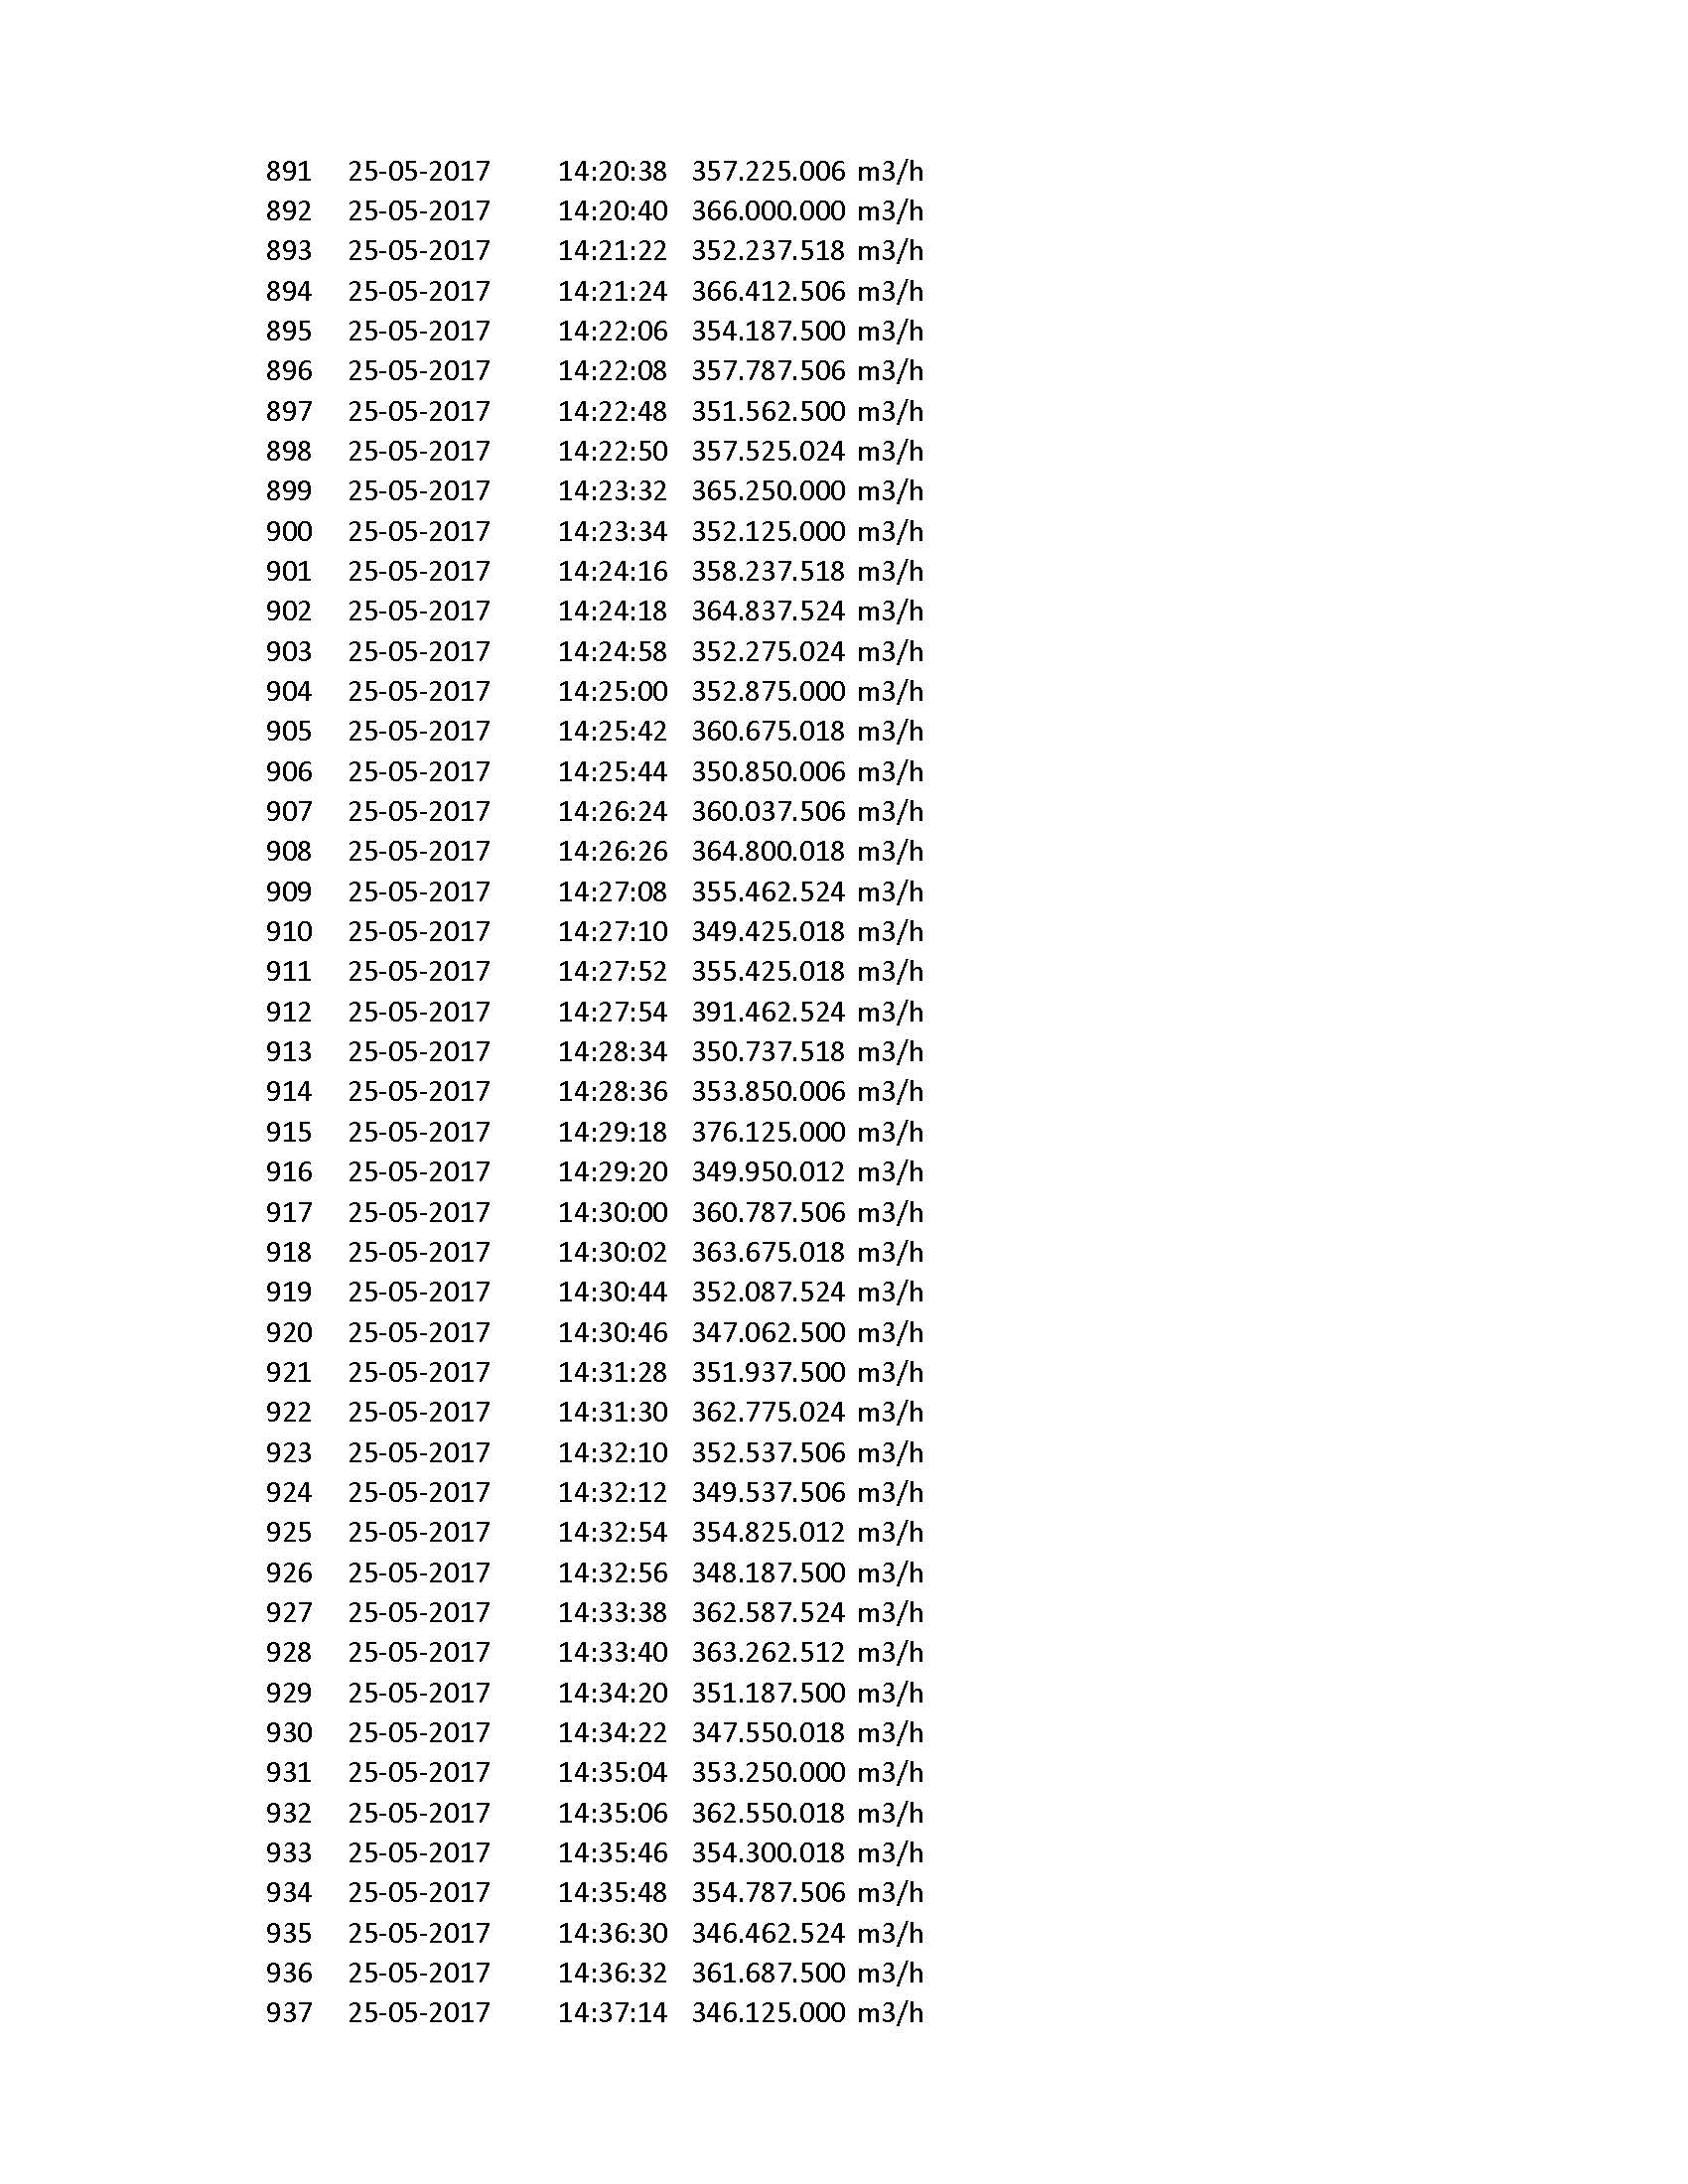 891 25-05-2017 14:20:38 357.225.006 m3/h
892 25-05-2017 14:20:40 366.000.000 m3/h
893 25-05-2017 14:21:22 352.237.518 m3/h
894 25-05-2017 14:21:24 366.412.506 m3/h
895 25-05-2017 14:22:06 354.187.500 m3/h
896 25-05-2017 14:22:08 357.787.506 m3/h
897 25-05-2017 14:22:48 351.562.500 m3/h
898 25-05-2017 14:22:50 357.525.024 m3/h
899 25-05-2017 14:23:32 365.250.000 m3/h
900 25-05-2017 14:23:34 352.125.000 m3/h
901 25-05-2017 14:24:16 358.237.518 m3/h
902 25-05-2017 14:24:18 364.837.524 m3/h
903 25-05-2017 14:24:58 352.275.024 m3/h
904 25-05-2017 14:25:00 352.875.000 m3/h
905 25-05-2017 14:25:42 360.675.018 m3/h
906 25-05-2017 14:25:44 350.850.006 m3/h
907 25-05-2017 14:26:24 360.037.506 m3/h
908 25-05-2017 14:26:26 364.800.018 m3/h
909 25-05-2017 14:27:08 355.462.524 m3/h
910 25-05-2017 14:27:10 349.425.018 m3/h
911 25-05-2017 14:27:52 355.425.018 m3/h
912 25-05-2017 14:27:54 391.462.524 m3/h
913 25-05-2017 14:28:34 350.737.518 m3/h
914 25-05-2017 14:28:36 353.850.006 m3/h
915 25-05-2017 14:29:18 376.125.000 m3/h
916 25-05-2017 14:29:20 349.950.012 m3/h
917 25-05-2017 14:30:00 360.787.506 m3/h
918 25-05-2017 14:30:02 363.675.018 m3/h
919 25-05-2017 14:30:44 352.087.524 m3/h
920 25-05-2017 14:30:46 347.062.500 m3/h
921 25-05-2017 14:31:28 351.937.500 m3/h
922 25-05-2017 14:31:30 362.775.024 m3/h
923 25-05-2017 14:32:10 352.537.506 m3/h
924 25-05-2017 14:32:12 349.537.506 m3/h
925 25-05-2017 14:32:54 354.825.012 m3/h
926 25-05-2017 14:32:56 348.187.500 m3/h
927 25-05-2017 14:33:38 362.587.524 m3/h
928 25-05-2017 14:33:40 363.262.512 m3/h
929 25-05-2017 14:34:20 351.187.500 m3/h
930 25-05-2017 14:34:22 347.550.018 m3/h
931 25-05-2017 14:35:04 353.250.000 m3/h
932 25-05-2017 14:35:06 362.550.018 m3/h
933 25-05-2017 14:35:46 354.300.018 m3/h
934 25-05-2017 14:35:48 354.787.506 m3/h
935 25-05-2017 14:36:30 346.462.524 m3/h
936 25-05-2017 14:36:32 361.687.500 m3/h
937 25-05-2017 14:37:14 346.125.000 m3/h